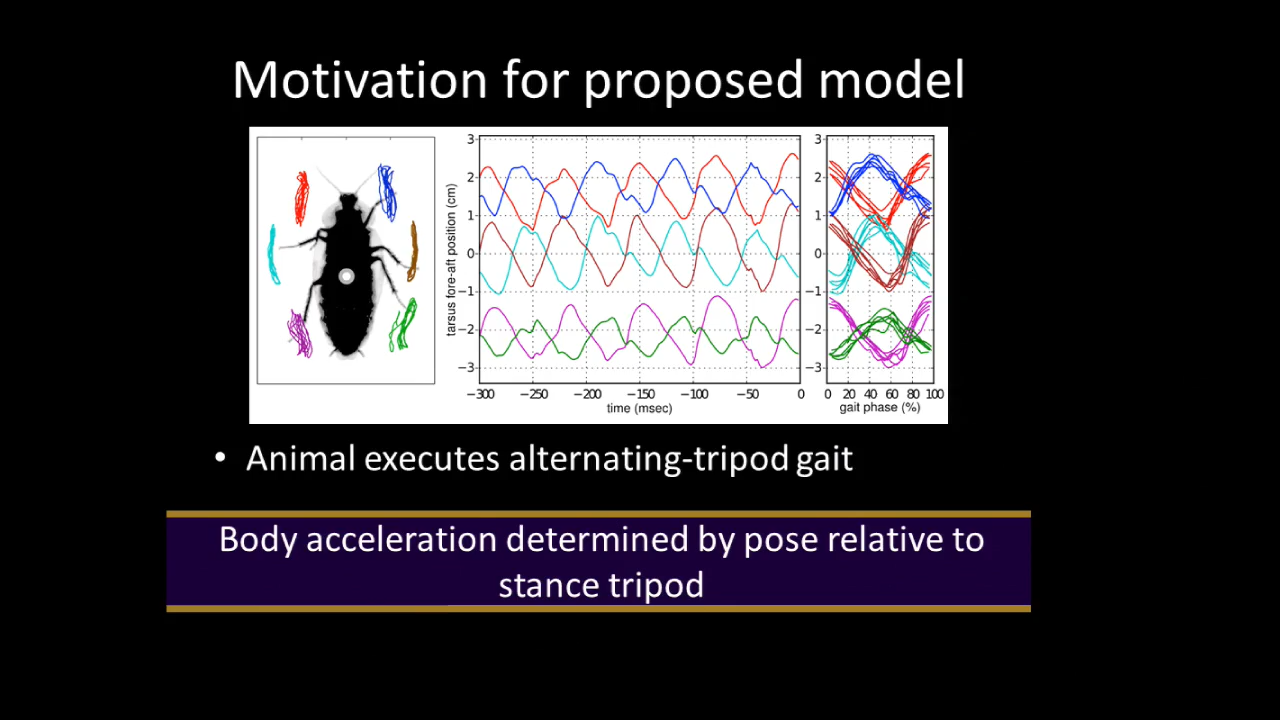 Motivation for proposed model
tarsus fore-aft position (cm)
3
2
1
0
−1
−2
−3
−300 −250 −200 −150 −100 −50 0
time (msec)
3
2
1
0
−1
−2
−3
0 20 40 60 80 100
gait phase (%)
• Animal executes alternating-tripod gait
Body acceleration determined by pose relative to
stance tripod